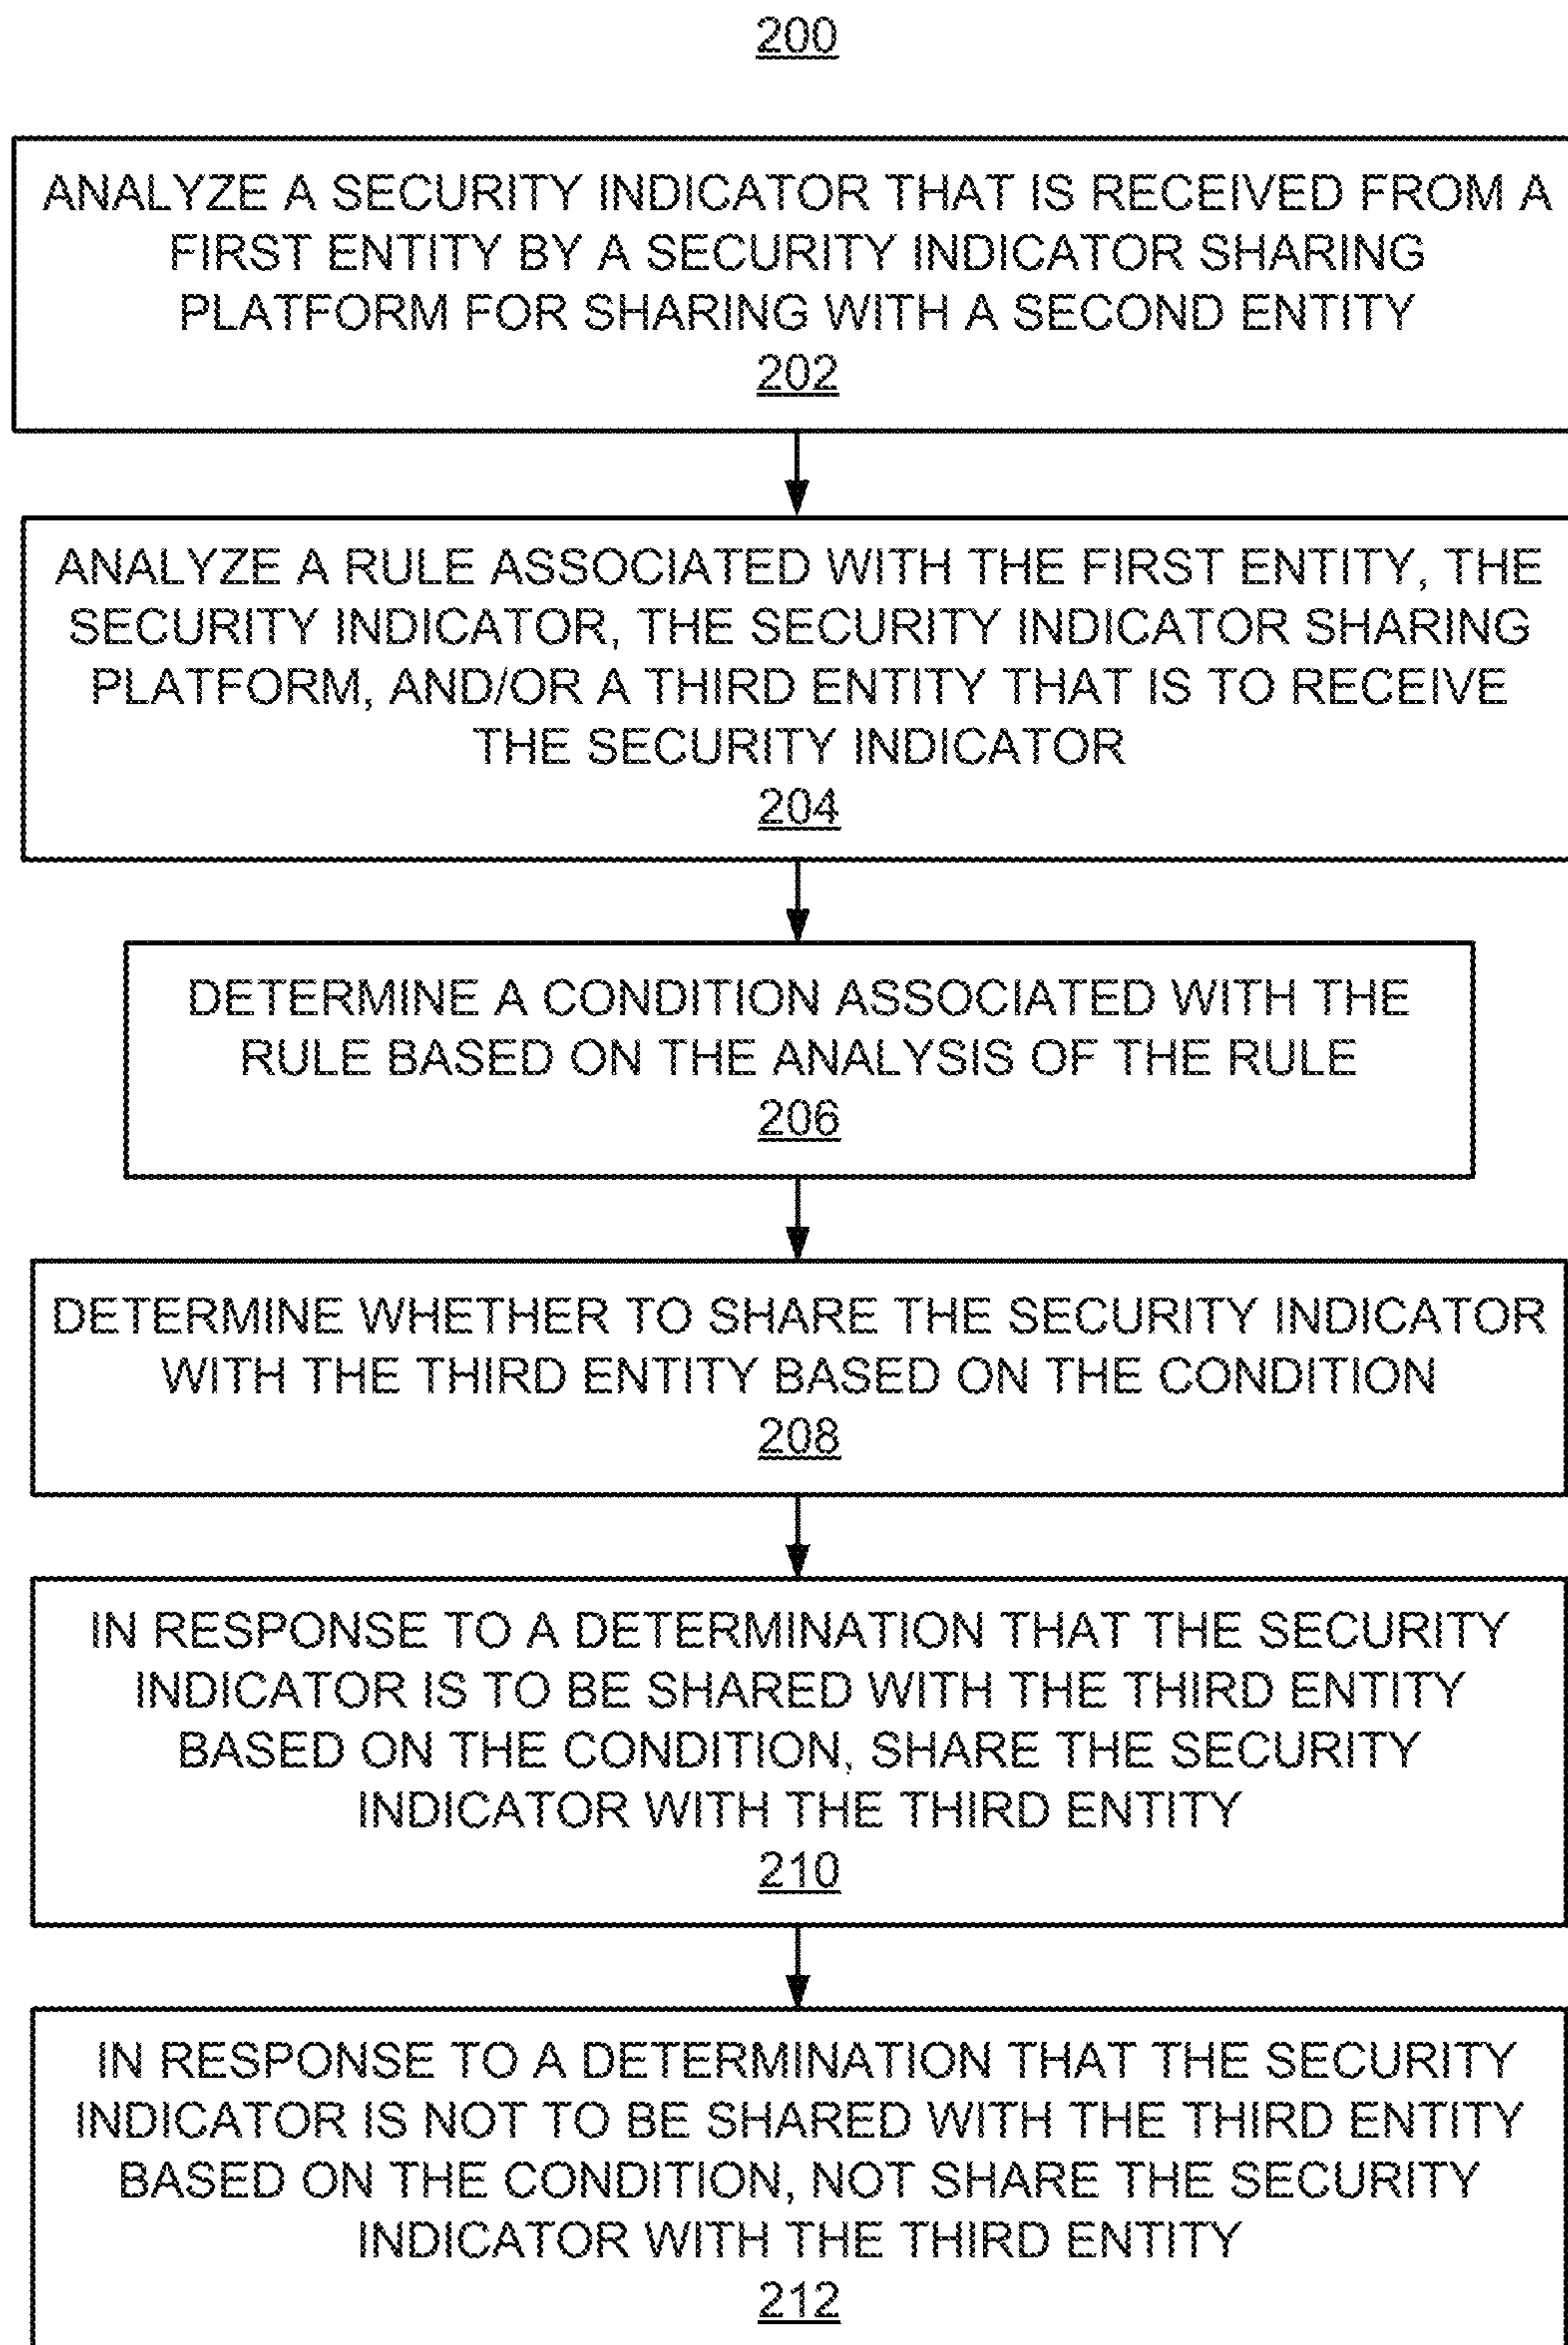 200
ANALYZE A SECURITY INDICATOR THAT IS RECEIVED FROM A
FIRST ENTITY BY A SECURITY INDICATOR SHARING
PLATFORM FOR SHARING WITH A SECOND ENTITY
202
ANALYZE A RULE ASSOCIATED WITH THE FIRST ENTITY, THE
SECURITY INDICATOR, THE SECURITY INDICATOR SHARING
PLATFORM, AND/OR A THIRD ENTITY THAT IS TO RECEIVE
THE SECURITY INDICATOR
204
DETERMINE A CONDITION ASSOCIATED WITH THE
RULE BASED ON THE ANALYSIS OF THE RULE
206
DETERMINE WHETHER TO SHARE THE SECURITY INDICATOR
WITH THE THIRD ENTITY BASED ON THE CONDITION
208
IN RESPONSE TO A DETERMINATION THAT THE SECURITY
INDICATOR IS TO BE SHARED WITH THE THIRD ENTITY
BASED ON THE CONDITION, SHARE THE SECURITY
INDICATOR WITH THE THIRD ENTITY
210
IN RESPONSE TO A DETERMINATION THAT THE SECURITY
INDICATOR IS NOT TO BE SHARED WITH THE THIRD ENTITY
BASED ON THE CONDITION, NOT SHARE THE SECURITY
INDICATOR WITH THE THIRD ENTITY
212